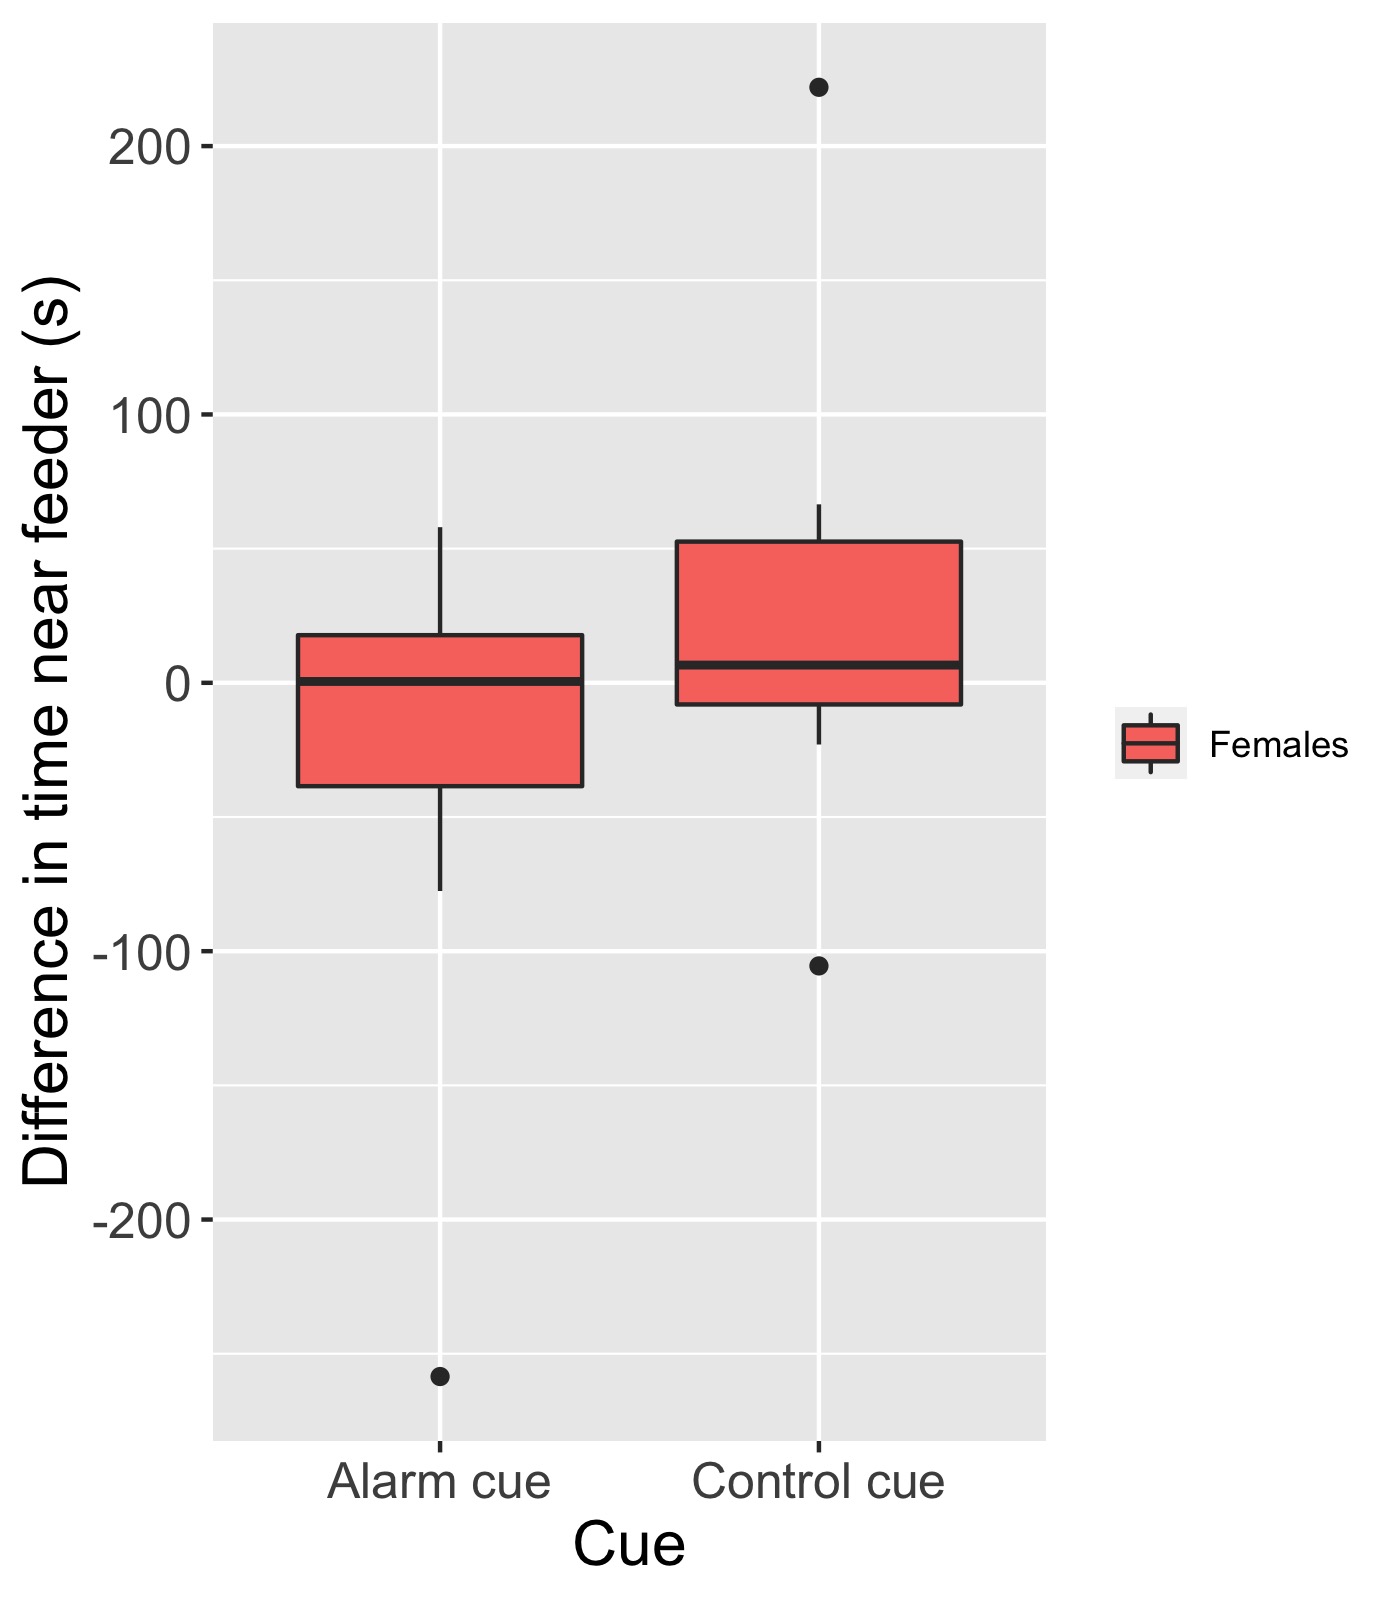 Difference in time near feeder (s)
200
100
0
-100
-200
Alarm cue
Control cue
Cue
Females